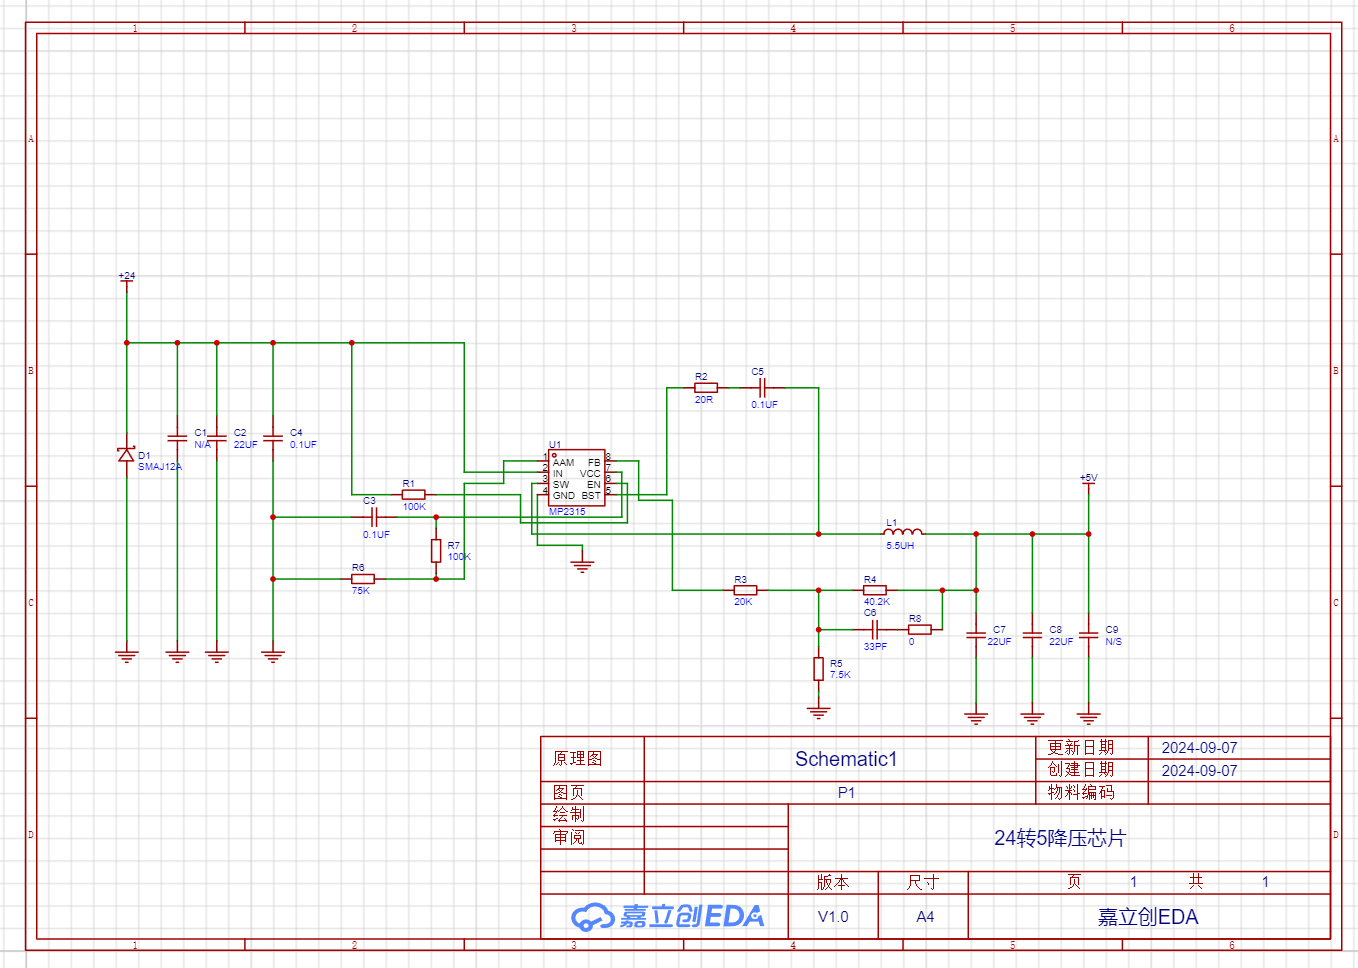 1 2 3 4 5 6
A A
+24
B B
R2 C5
20R 0.1UF
C1 C2 C4
N/A 22UF 0.1UF
D1
SMAJ12A
U1
1 AAM FB 8
2 IN VCC 7
3 SW EN 6
4 GND BST 5
MP2315
R1
100K
C3
0.1UF
R7
100K
R6
75K
+5V
L1
5.5UH
C C
R3 R4
20K 40.2K
C6 R8
33PF 0
R5
7.5K
C7 C8 C9
22UF 22UF N/S
原理图 Schematic1 更新日期 2024-09-07
创建日期 2024-09-07
图页 P1 物料编码
绘制
审阅 24转5降压芯片
D D
版本 尺寸 页 1 共 1
嘉立创EDA V1.0 A4 嘉立创EDA
1 2 3 4 5 6